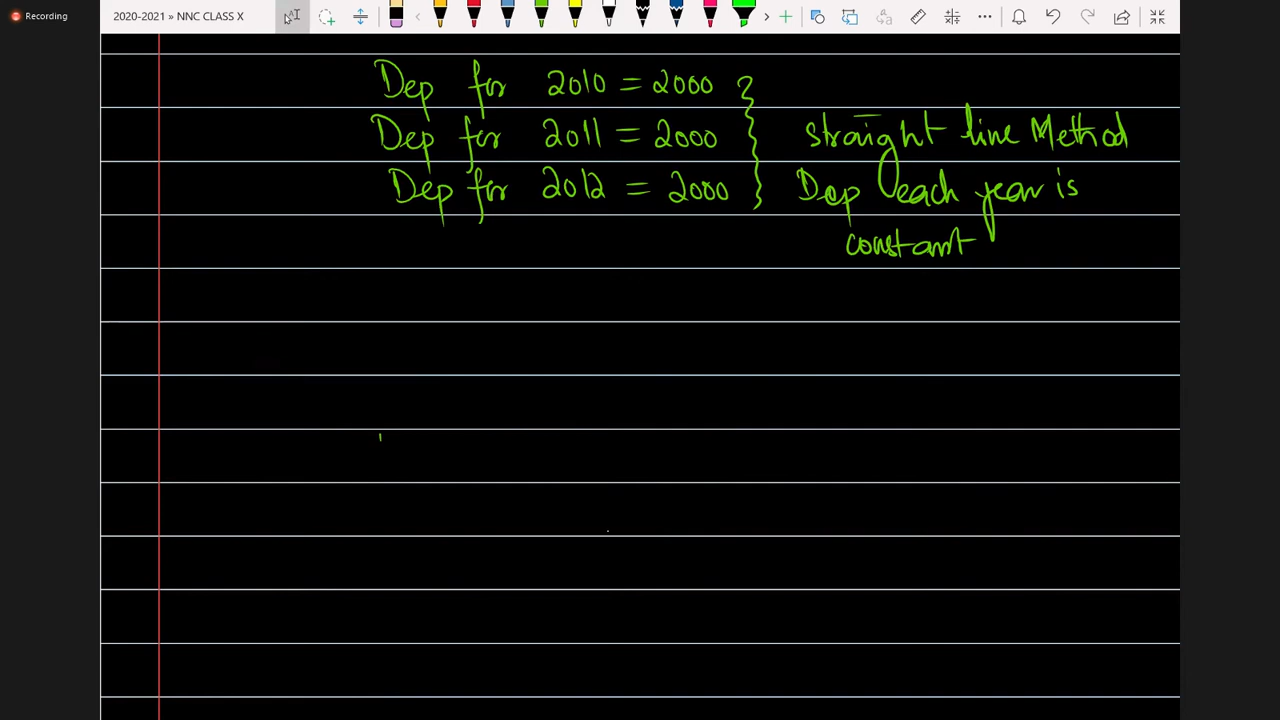 Recording
2020-2021 » NNC CLASS X
Dep for 2010 = 2000
Dep for 2011 = 2000
Dep for 2012 = 2000
straight line Method
Dep each year is
constant